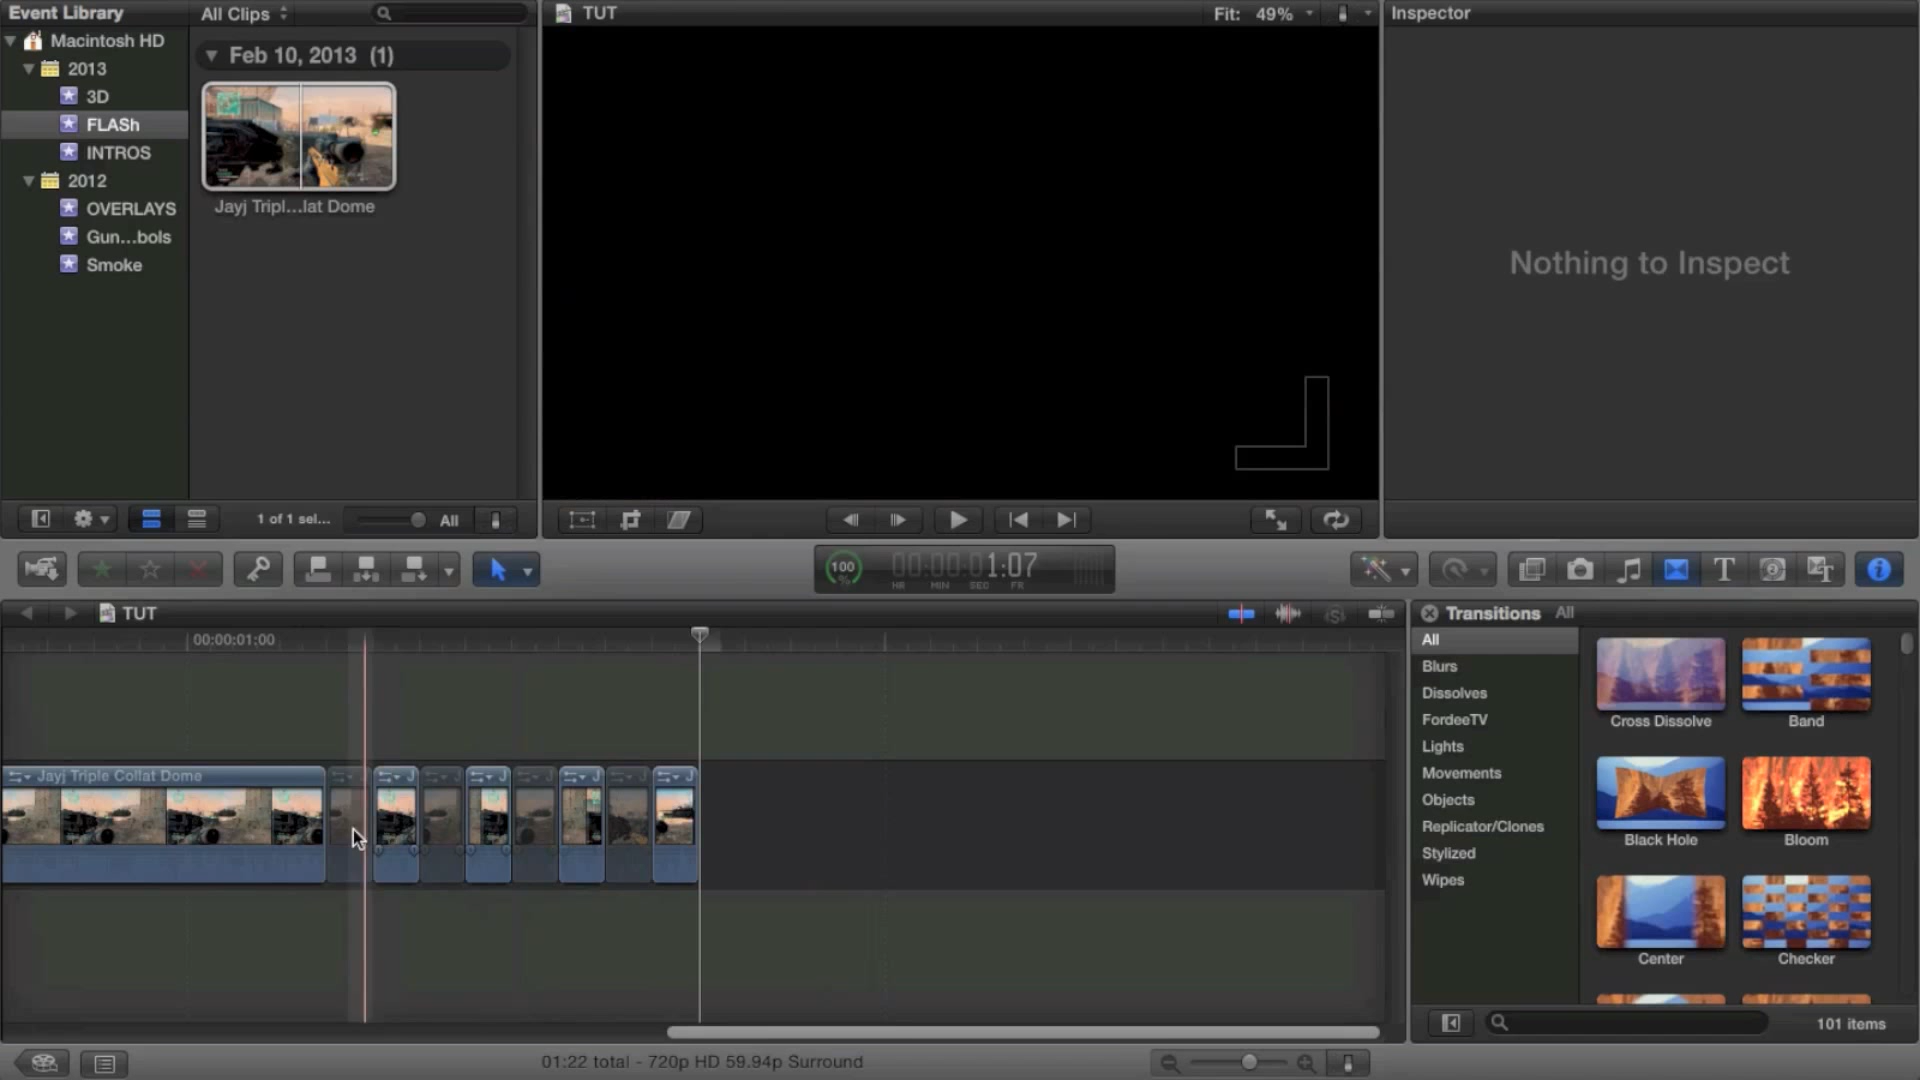 Event Library
All Clips
TUT
Fit: 49%
Inspector
Macintosh HD
2013
3D
FLASh
INTROS
2012
OVERLAYS
Gun...bols
Smoke
Feb 10, 2013 (1)
Jayj Tripl...lat Dome
Nothing to Inspect
1 of 1 sel...
All
100
%
00:00:01:07
HR MIN SEC FR
TUT
00:00:01:00
Jayj Triple Collat Dome
J
J
J
J
Transitions All
All
Blurs
Dissolves
FordeeTV
Lights
Movements
Objects
Replicator/Clones
Stylized
Wipes
Cross Dissolve
Band
Black Hole
Bloom
Center
Checker
101 items
01:22 total - 720p HD 59.94p Surround